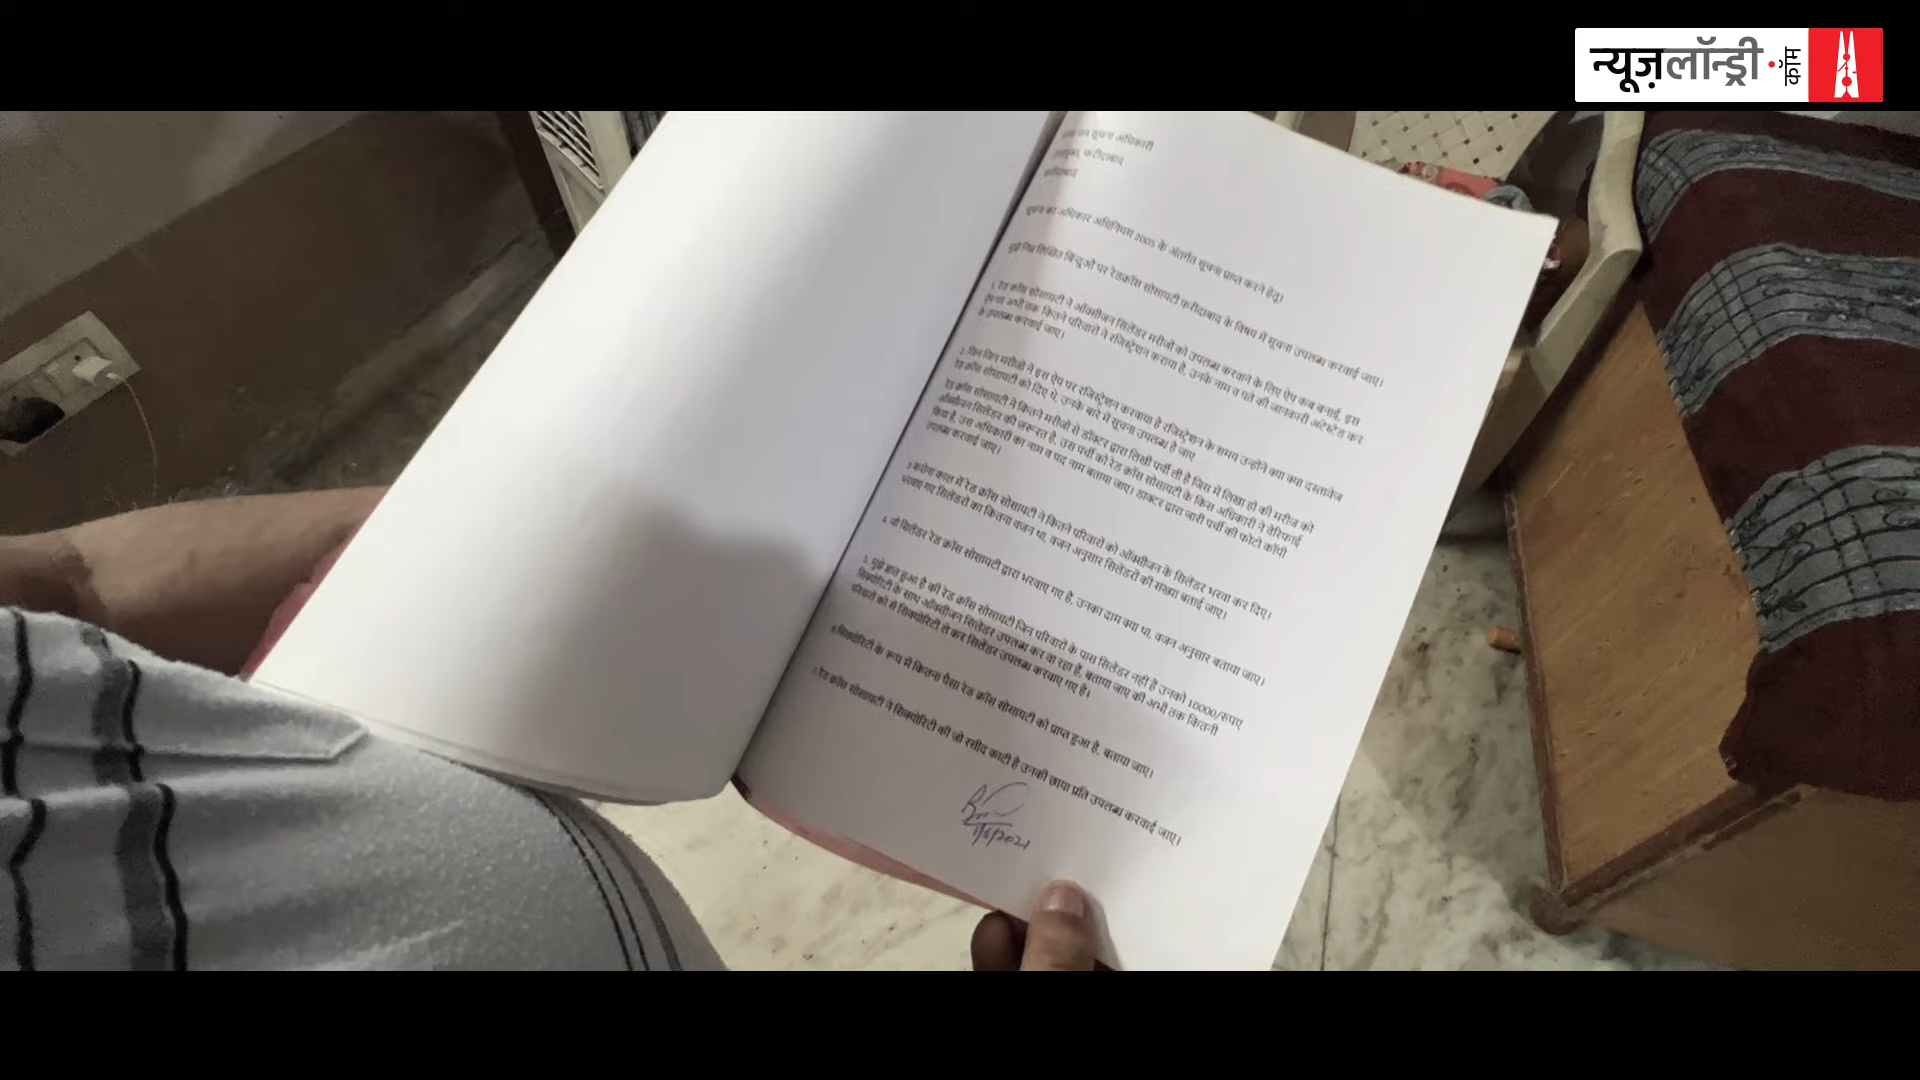 न्यूज़लॉन्ड्री.कॉम
जन सूचना अधिकारी
फरीदाबाद
सूचना का अधिकार अधिनियम 2005 के अंतर्गत सूचना प्राप्त करने हेतू।
मुझे निम्न लिखित बिन्दुओं पर रेडक्रॉस सोसायटी फरीदाबाद के विषय में सूचना उपलब्ध करवाई जाए।
1. रेड क्रॉस सोसायटी ने ऑक्सीजन सिलेंडर मरीजों को उपलब्ध करवाने के लिए ऐप कब बनाई, इस
ऐप पर अभी तक कितने परिवारों ने रजिस्ट्रेशन कराया है, उनके नाम व पते की जानकारी अटेस्टेड कर
के उपलब्ध करवाई जाए।
2. जिन जिन मरीजों ने इस ऐप पर रजिस्ट्रेशन करवाया है रजिस्ट्रेशन के समय उन्होंने क्या क्या दस्तावेज
रेड क्रॉस सोसायटी को दिए थे, उनके बारे में सूचना उपलब्ध है जाए
रेड क्रॉस सोसायटी ने कितने मरीजों से डॉक्टर द्वारा लिखी पर्ची ली है जिस में लिखा हो की मरीज को
ऑक्सीजन सिलेंडर की जरूरत है, उस पर्ची को रेड क्रॉस सोसायटी के किस अधिकारी ने वेरिफाई
किया है, उस अधिकारी का नाम व पद नाम बताया जाए। डाक्टर द्वारा जारी पर्ची की फोटो कॉपी
उपलब्ध करवाई जाए।
3 करोना काल में रेड क्रॉस सोसायटी ने कितने परिवारों को ऑक्सीजन के सिलेंडर भरवा कर दिए।
भरवाए गए सिलेंडरों का कितना वजन था, वजन अनुसार सिलेंडरों की संख्या बताई जाए।
4. जो सिलेंडर रेड क्रॉस सोसायटी द्वारा भरवाए गए है, उनका दाम क्या था, वजन अनुसार बताया जाए।
5. मुझे ज्ञात हुआ है की रेड क्रॉस सोसायटी जिन परिवारों के पास सिलेंडर नहीं हैं उनको 10000/रुपए
सिक्योरिटी के साथ ऑक्सीजन सिलेंडर उपलब्ध कर वा रहा है, बताया जाए की अभी तक कितनी
परिवारों को से सिक्योरिटी ले कर सिलेंडर उपलब्ध करवाए गए है।
6.सिक्योरिटी के रूप में कितना पैसा रेड क्रॉस सोसायटी को प्राप्त हुआ है, बताया जाए।
7. रेड क्रॉस सोसायटी ने सिक्योरिटी की जो रसीद काटी है उनकी छाया प्रति उपलब्ध करवाई जाए।
1/6/2021